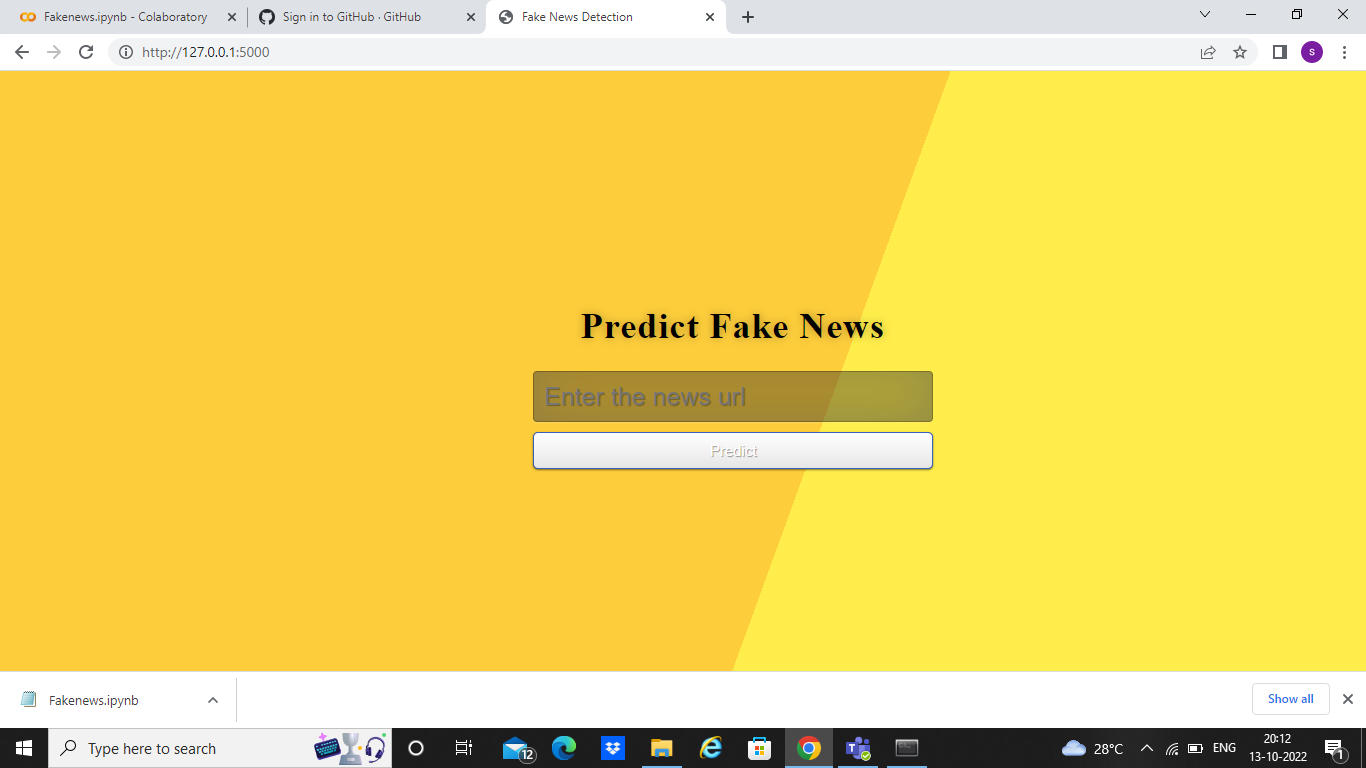 Fakenews.ipynb - Colaboratory
Sign in to GitHub · GitHub
Fake News Detection
http://127.0.0.1:5000
s
Predict Fake News
Enter the news url
Predict
Fakenews.ipynb
Show all
Type here to search
12
28°C
ENG
20:12
13-10-2022
1